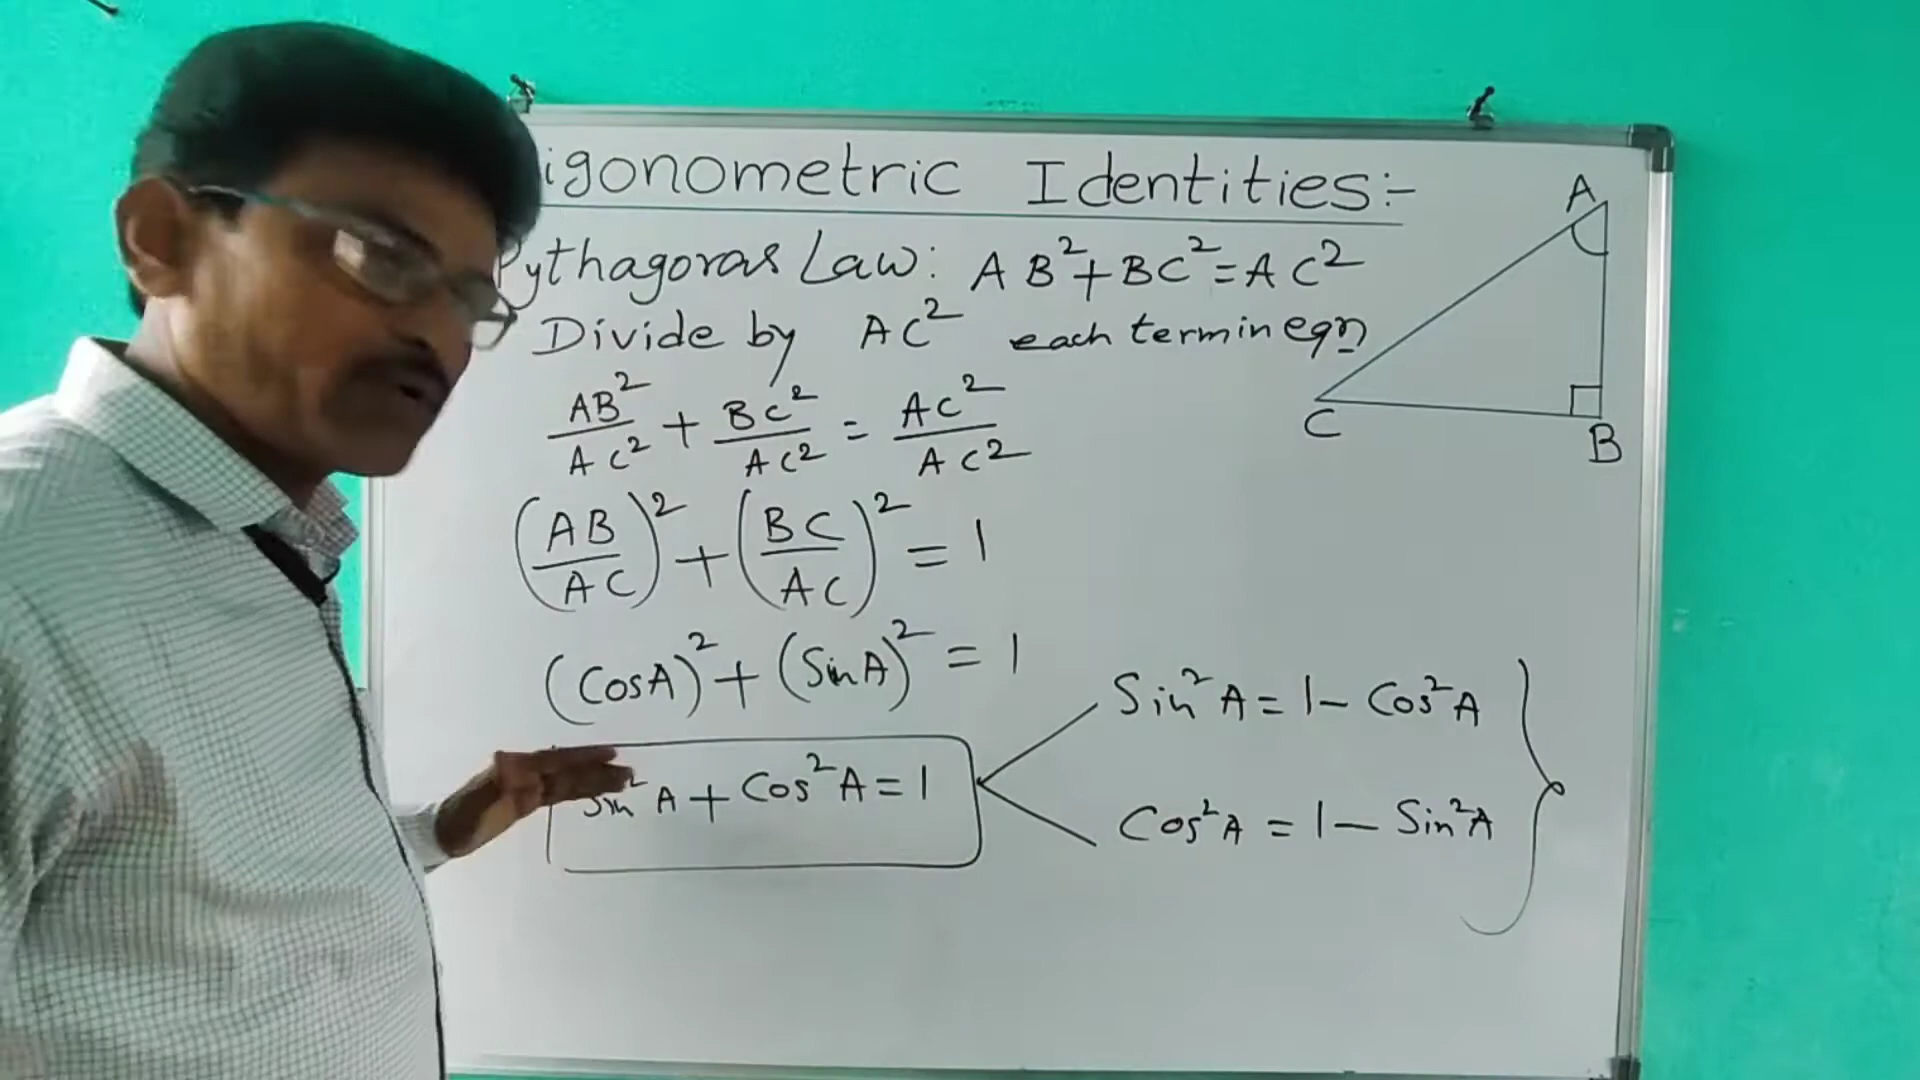 igonometric Identities:-
Pythagoras Law: AB²+BC²=AC²
Divide by AC² each term in eqn
AB²/AC² + BC²/AC² = AC²/AC²
(AB/AC)² + (BC/AC)² = 1
(CosA)² + (SinA)² = 1
Sin²A + Cos²A = 1
Sin²A = 1 - Cos²A
Cos²A = 1 - Sin²A
A
C
B